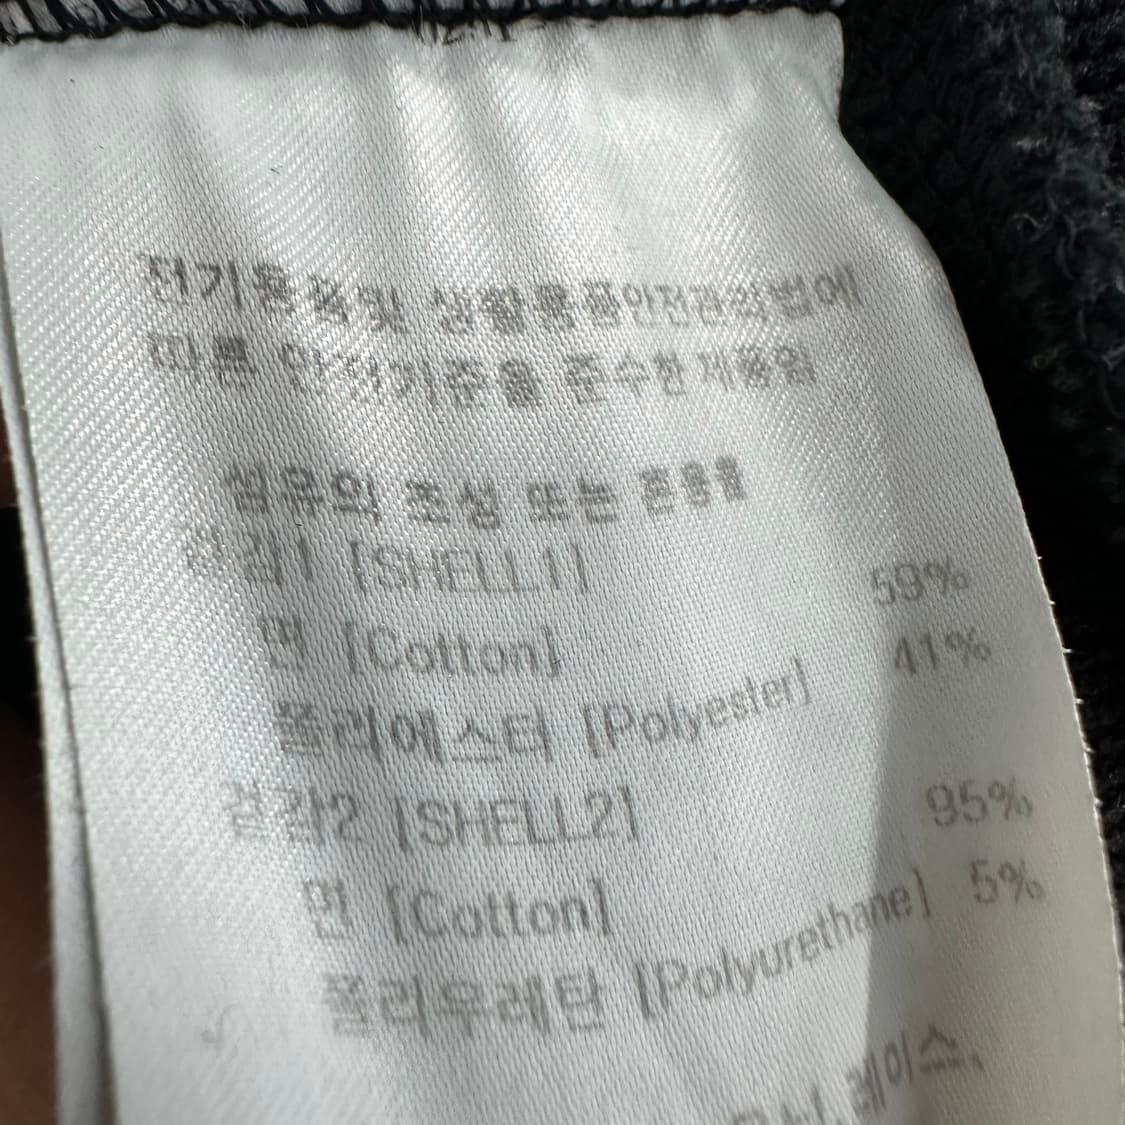 전기용품및 생활용품안전관리법에
따른 안전기준을 준수한 제품임
섬유의 조성 또는 혼용률
겉감1 [SHELL1]
면 [Cotton] 59%
폴리에스터 [Polyester] 41%
겉감2 [SHELL2]
면 [Cotton] 95%
폴리우레탄 [Polyurethane] 5%
레이스,